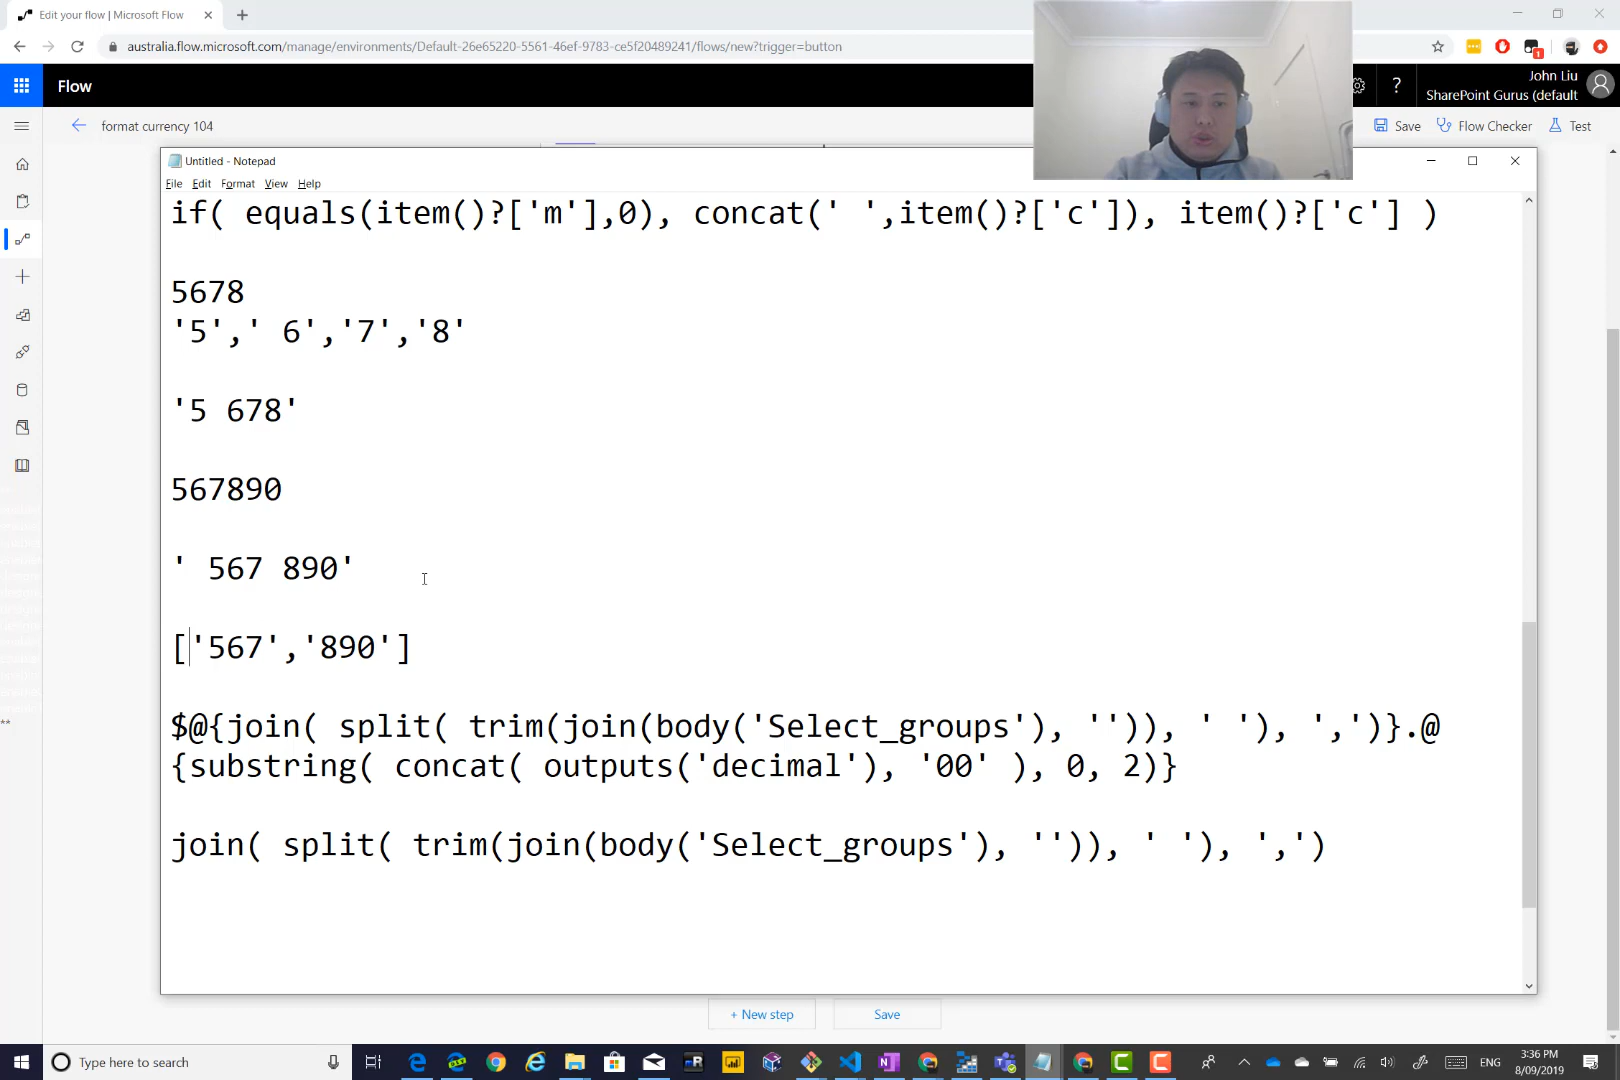 Edit your flow | Microsoft Flow
australia.flow.microsoft.com/manage/environments/Default-26e65220-5561-46ef-9783-ce5f20489241/flows/new?trigger=button
Flow
John Liu
SharePoint Gurus (default
format currency 104
Save
Flow Checker
Test
Untitled - Notepad
File Edit Format View Help
if( equals(item()?['m'],0), concat(' ',item()?['c']), item()?['c'] )
5678
'5',' 6','7','8'
'5 678'
567890
' 567 890'
['567','890']
$@{join( split( trim(join(body('Select_groups'), '')), ' '), ',')}.@
{substring( concat( outputs('decimal'), '00' ), 0, 2)}
join( split( trim(join(body('Select_groups'), '')), ' '), ',')
+ New step
Save
Type here to search
ENG
3:36 PM
8/09/2019